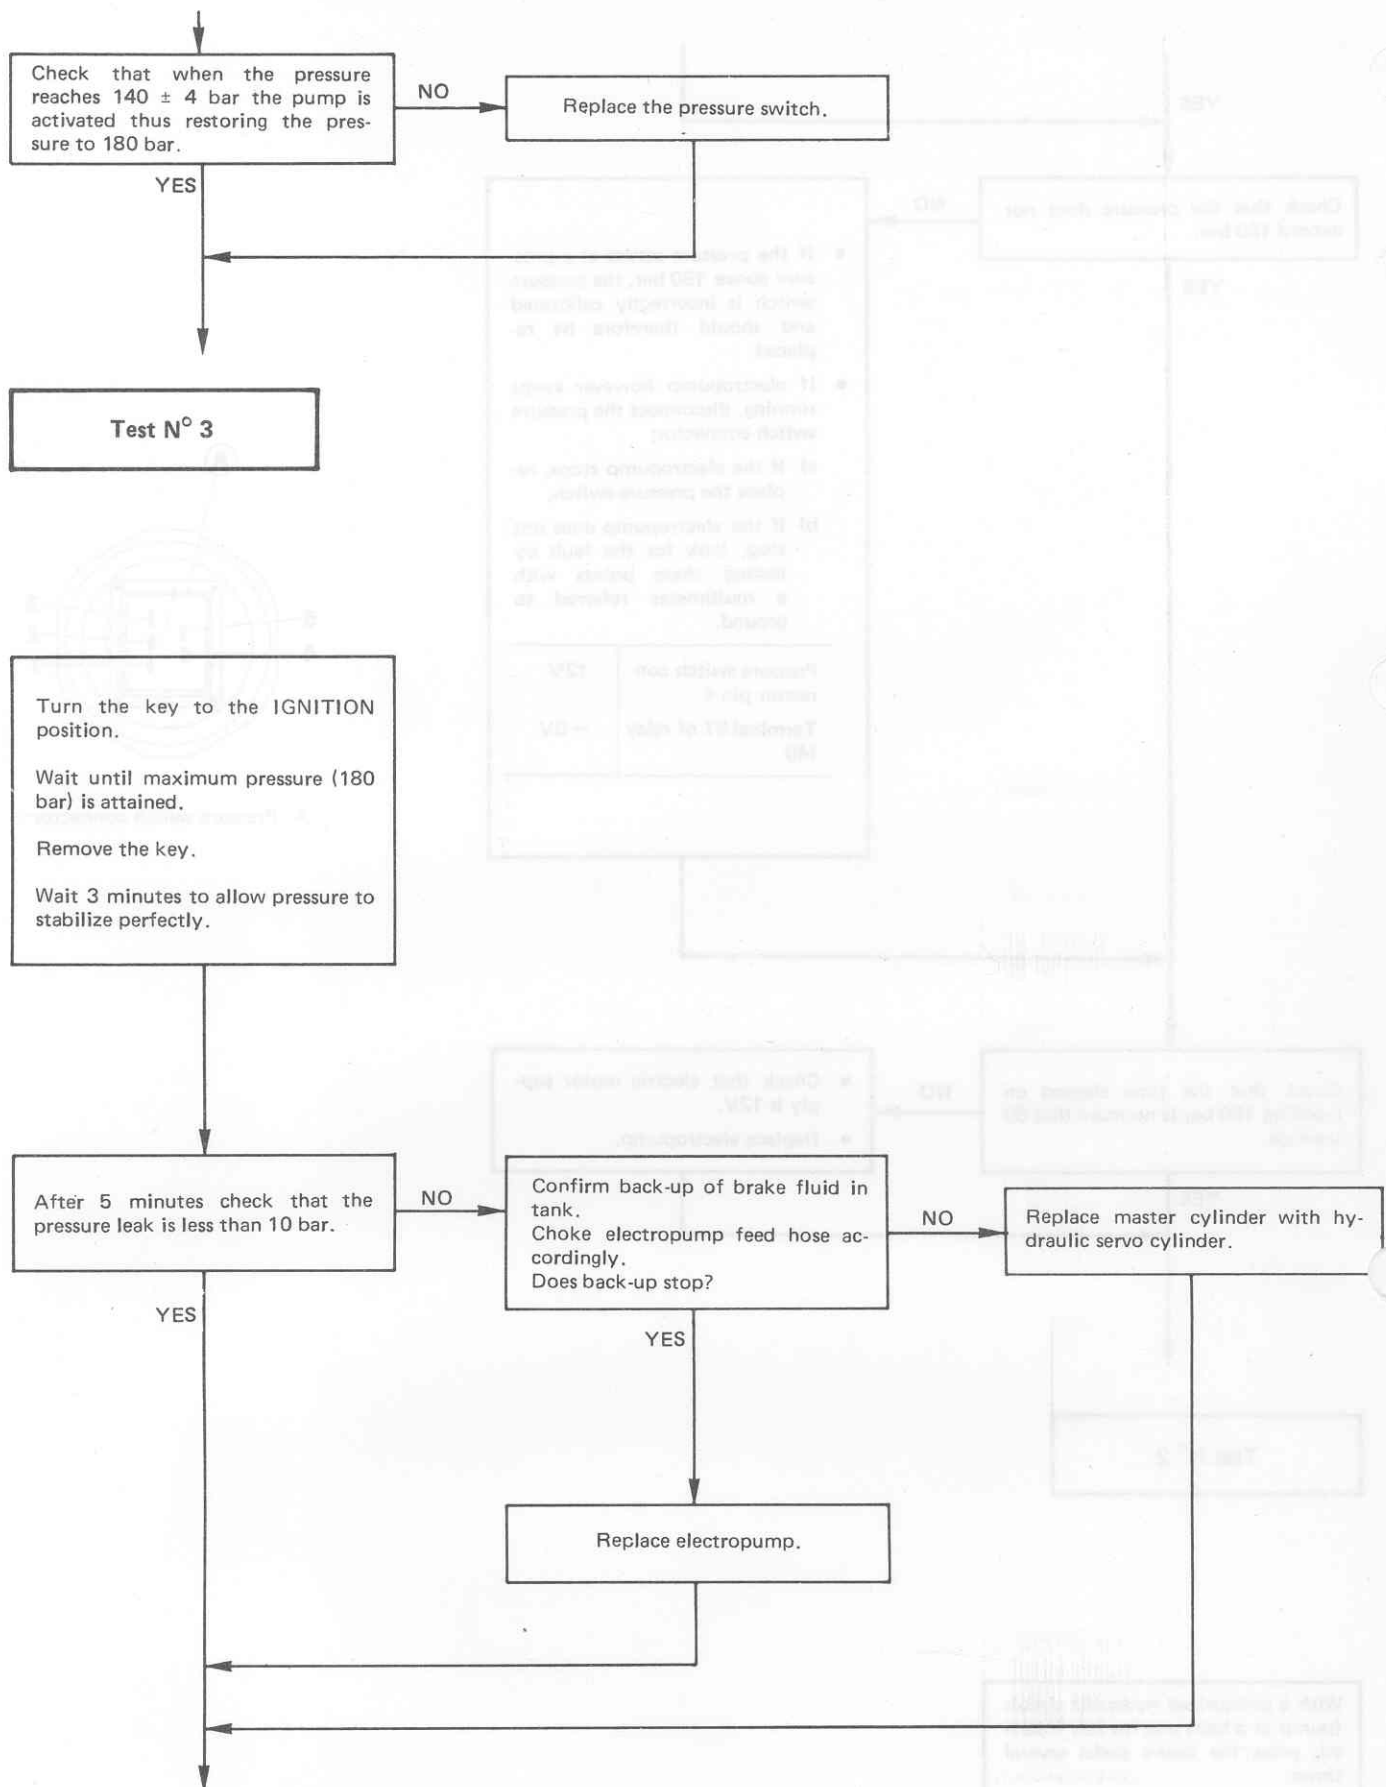 Check that when the pressure
reaches 140 ± 4 bar the pump is
activated thus restoring the pres-
sure to 180 bar.
NO
Replace the pressure switch.
YES
Test N° 3
Turn the key to the IGNITION
position.
Wait until maximum pressure (180
bar) is attained.
Remove the key.
Wait 3 minutes to allow pressure to
stabilize perfectly.
After 5 minutes check that the
pressure leak is less than 10 bar.
NO
Confirm back-up of brake fluid in
tank.
Choke electropump feed hose ac-
cordingly.
Does back-up stop?
NO
Replace master cylinder with hy-
draulic servo cylinder.
YES
YES
Replace electropump.